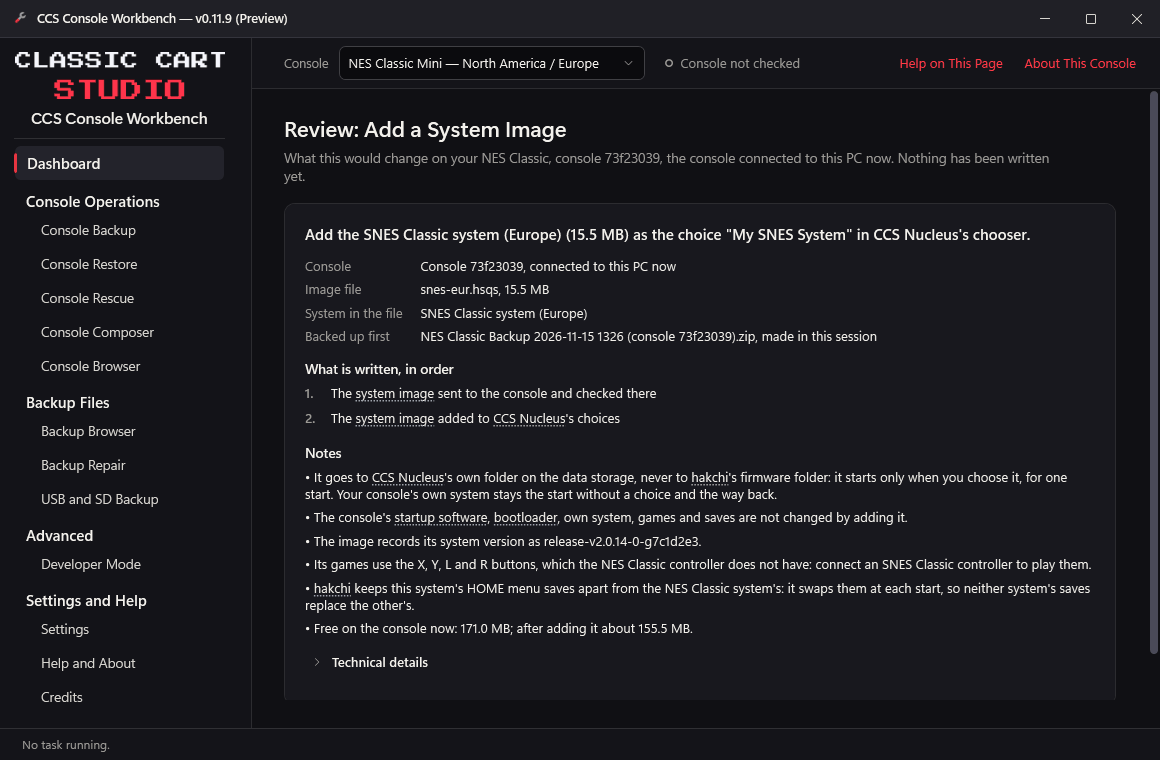 CCS Console Workbench — v0.11.9 (Preview)
CLASSIC CART
STUDIO
CCS Console Workbench
Dashboard
Console Operations
Console Backup
Console Restore
Console Rescue
Console Composer
Console Browser
Backup Files
Backup Browser
Backup Repair
USB and SD Backup
Advanced
Developer Mode
Settings and Help
Settings
Help and About
Credits
Console
NES Classic Mini — North America / Europe
Console not checked
Help on This Page
About This Console
Review: Add a System Image
What this would change on your NES Classic, console 73f23039, the console connected to this PC now. Nothing has been written
yet.
Add the SNES Classic system (Europe) (15.5 MB) as the choice "My SNES System" in CCS Nucleus's chooser.
Console Console 73f23039, connected to this PC now
Image file snes-eur.hsqs, 15.5 MB
System in the file SNES Classic system (Europe)
Backed up first NES Classic Backup 2026-11-15 1326 (console 73f23039).zip, made in this session
What is written, in order
1. The system image sent to the console and checked there
2. The system image added to CCS Nucleus's choices
Notes
• It goes to CCS Nucleus's own folder on the data storage, never to hakchi's firmware folder: it starts only when you choose it, for one
start. Your console's own system stays the start without a choice and the way back.
• The console's startup software, bootloader, own system, games and saves are not changed by adding it.
• The image records its system version as release-v2.0.14-0-g7c1d2e3.
• Its games use the X, Y, L and R buttons, which the NES Classic controller does not have: connect an SNES Classic controller to play them.
• hakchi keeps this system's HOME menu saves apart from the NES Classic system's: it swaps them at each start, so neither system's saves
replace the other's.
• Free on the console now: 171.0 MB; after adding it about 155.5 MB.
Technical details
No task running.